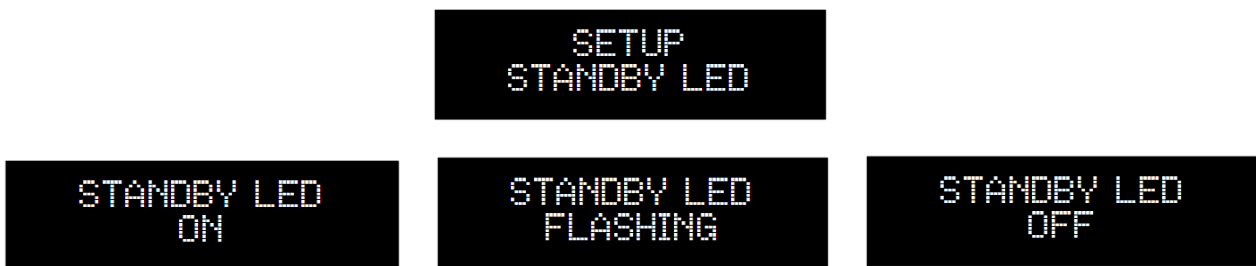 SETUP
STANDBY LED
STANDBY LED
ON
STANDBY LED
FLASHING
STANDBY LED
OFF